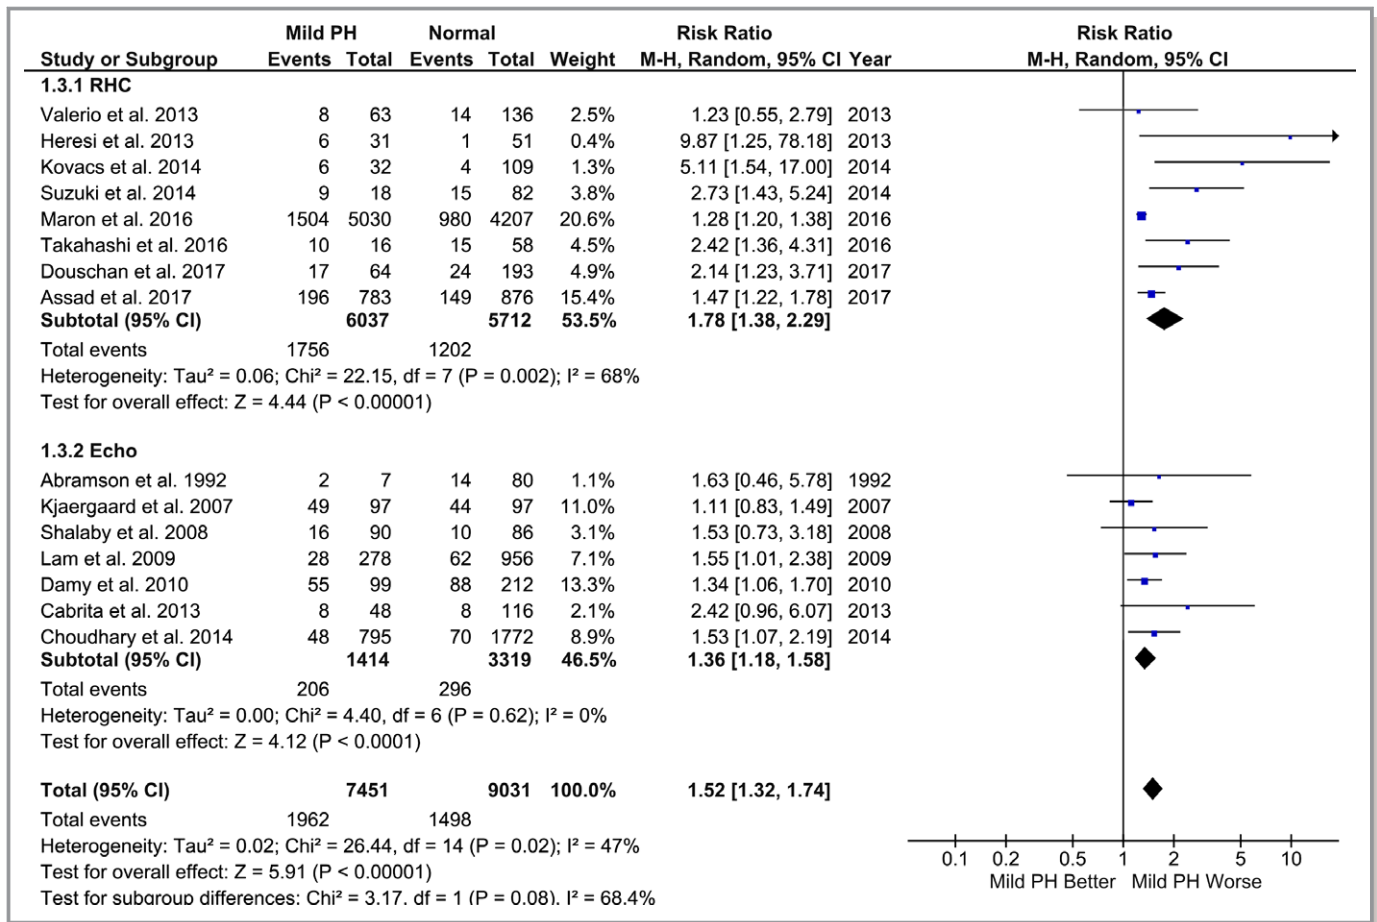 Mild PH Normal Risk Ratio Risk Ratio
Study or Subgroup Events Total Events Total Weight M-H, Random, 95% CI Year M-H, Random, 95% CI
1.3.1 RHC
Valerio et al. 2013 8 63 14 136 2.5% 1.23 [0.55, 2.79] 2013
Heresi et al. 2013 6 31 1 51 0.4% 9.87 [1.25, 78.18] 2013
Kovacs et al. 2014 6 32 4 109 1.3% 5.11 [1.54, 17.00] 2014
Suzuki et al. 2014 9 18 15 82 3.8% 2.73 [1.43, 5.24] 2014
Maron et al. 2016 1504 5030 980 4207 20.6% 1.28 [1.20, 1.38] 2016
Takahashi et al. 2016 10 16 15 58 4.5% 2.42 [1.36, 4.31] 2016
Douschan et al. 2017 17 64 24 193 4.9% 2.14 [1.23, 3.71] 2017
Assad et al. 2017 196 783 149 876 15.4% 1.47 [1.22, 1.78] 2017
Subtotal (95% CI) 6037 5712 53.5% 1.78 [1.38, 2.29]
Total events 1756 1202
Heterogeneity: Tau² = 0.06; Chi² = 22.15, df = 7 (P = 0.002); I² = 68%
Test for overall effect: Z = 4.44 (P < 0.00001)
1.3.2 Echo
Abramson et al. 1992 2 7 14 80 1.1% 1.63 [0.46, 5.78] 1992
Kjaergaard et al. 2007 49 97 44 97 11.0% 1.11 [0.83, 1.49] 2007
Shalaby et al. 2008 16 90 10 86 3.1% 1.53 [0.73, 3.18] 2008
Lam et al. 2009 28 278 62 956 7.1% 1.55 [1.01, 2.38] 2009
Damy et al. 2010 55 99 88 212 13.3% 1.34 [1.06, 1.70] 2010
Cabrita et al. 2013 8 48 8 116 2.1% 2.42 [0.96, 6.07] 2013
Choudhary et al. 2014 48 795 70 1772 8.9% 1.53 [1.07, 2.19] 2014
Subtotal (95% CI) 1414 3319 46.5% 1.36 [1.18, 1.58]
Total events 206 296
Heterogeneity: Tau² = 0.00; Chi² = 4.40, df = 6 (P = 0.62); I² = 0%
Test for overall effect: Z = 4.12 (P < 0.0001)
Total (95% CI) 7451 9031 100.0% 1.52 [1.32, 1.74]
Total events 1962 1498
Heterogeneity: Tau² = 0.02; Chi² = 26.44, df = 14 (P = 0.02); I² = 47%
Test for overall effect: Z = 5.91 (P < 0.00001)
Test for subgroup differences: Chi² = 3.17, df = 1 (P = 0.08), I² = 68.4%
0.1 0.2 0.5 1 2 5 10
Mild PH Better Mild PH Worse